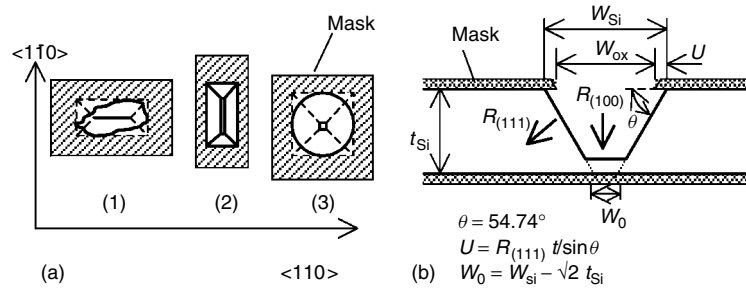 Mask
<11̄0>
(1)
(2)
(3)
(a)
<110>
W_Si
Mask
W_ox
U
R_(100)
R_(111)
θ
t_Si
W_0
θ = 54.74°
U = R_(111) t/sinθ
(b) W_0 = W_si – √2 t_Si